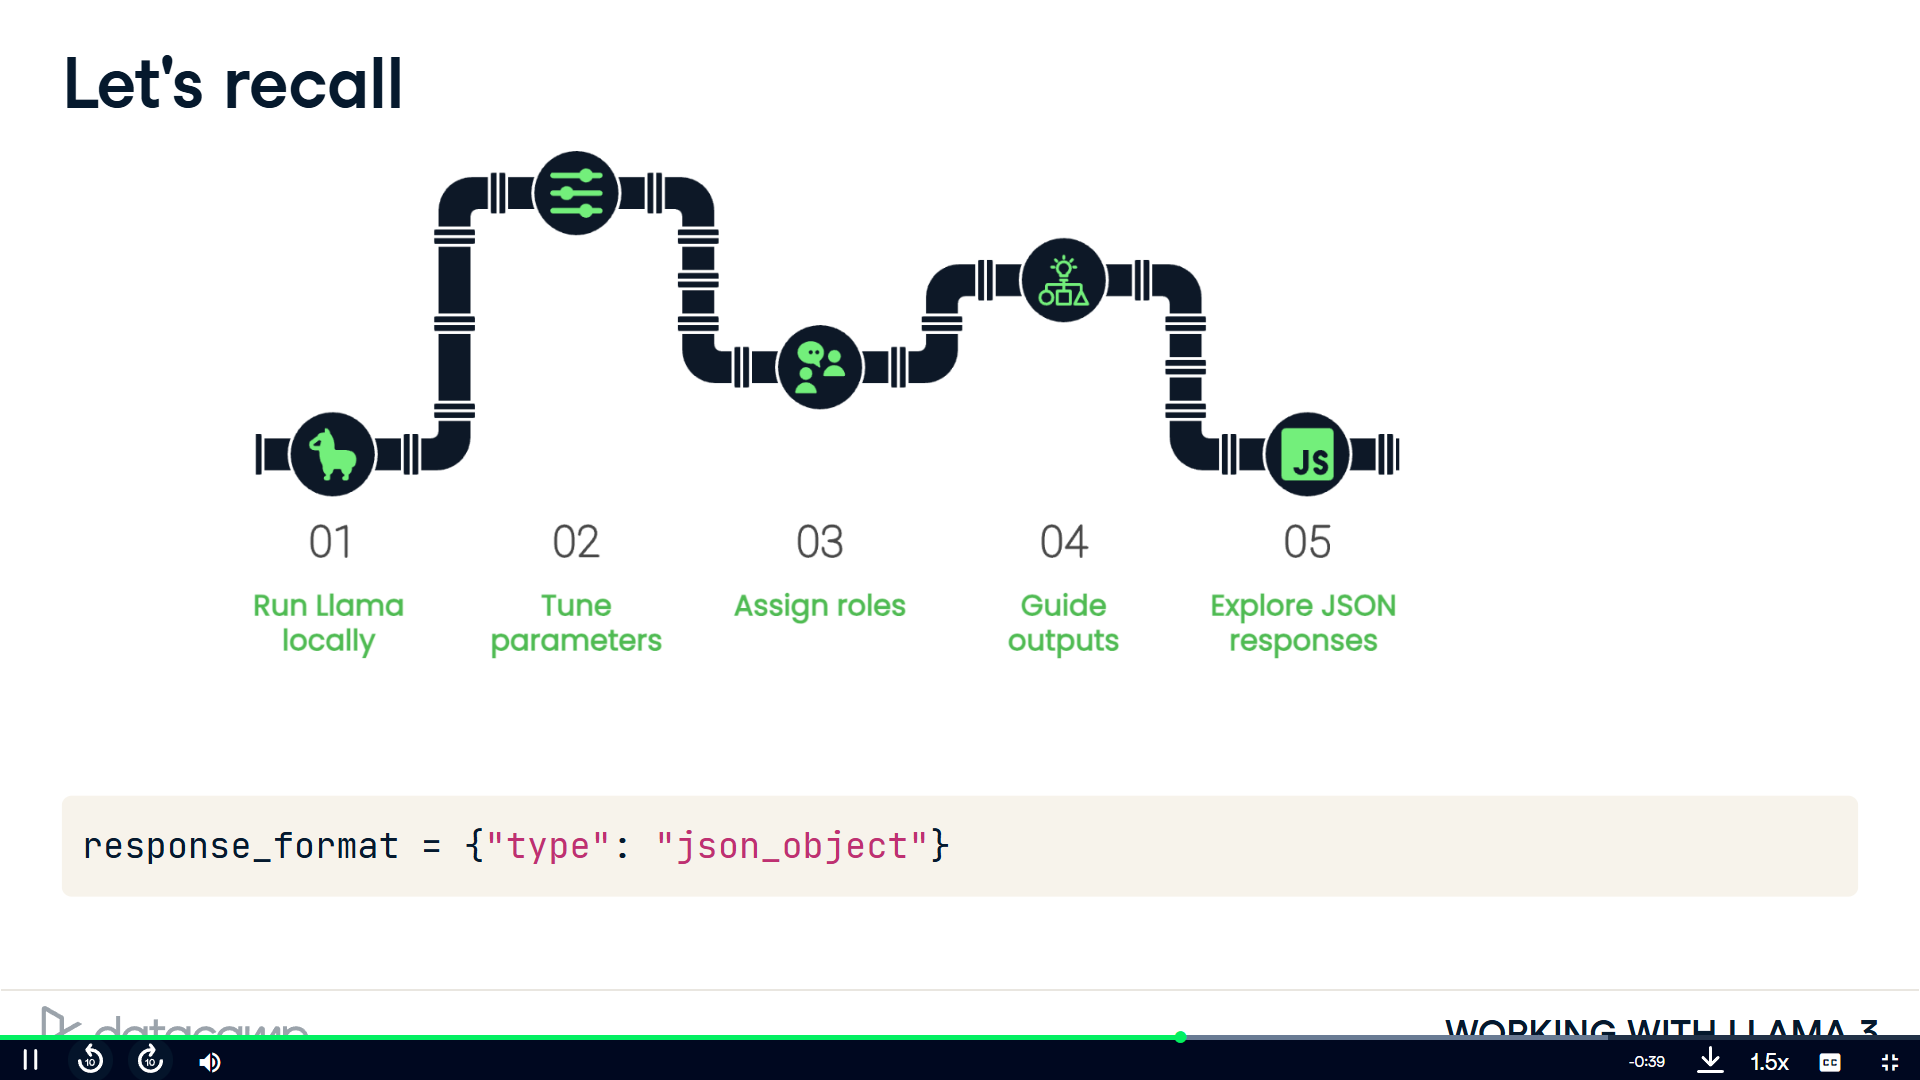 Let's recall
JS
01
02
03
04
05
Run Llama
locally
Tune
parameters
Assign roles
Guide
outputs
Explore JSON
responses
response_format = {"type": "json_object"}
datacamp
WORKING WITH LLAMA 3
10
10
-0:39
1.5x
CC